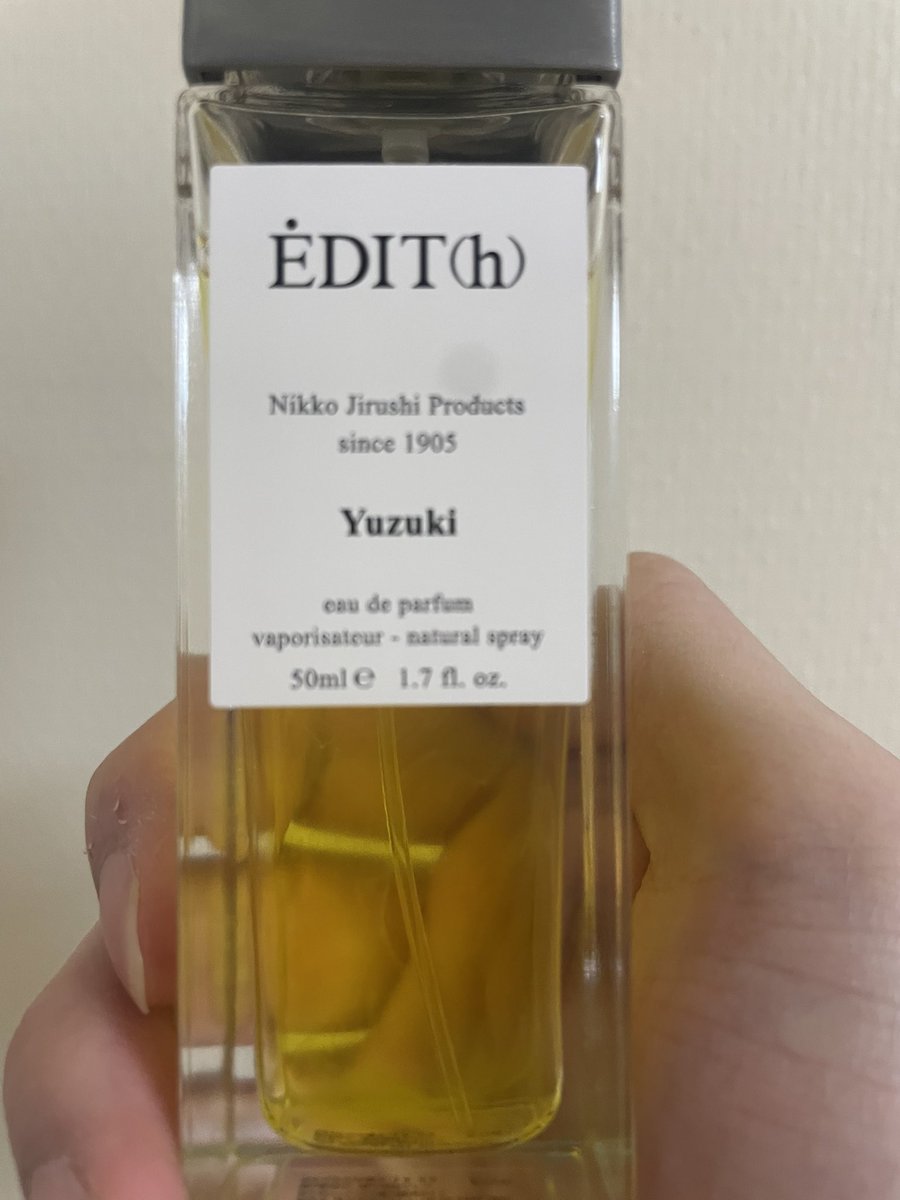 ĖDIT(h)
Nikko Jirushi Products
since 1905
Yuzuki
eau de parfum
vaporisateur - natural spray
50ml ℮ 1.7 fl. oz.